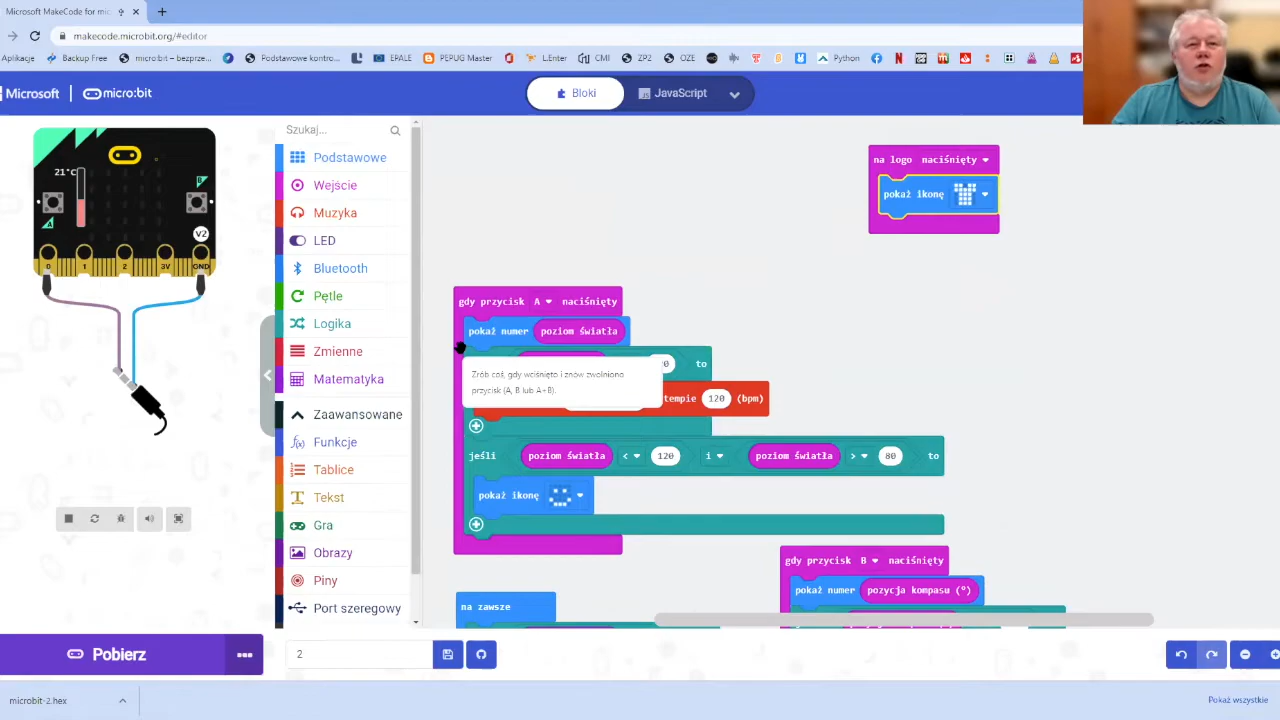 Microsoft MakeCode for mic
makecode.microbit.org/#editor
Aplikacje
Backup Free
microbit – bezprze...
Podstawowe kontro...
EPALE
PEPUG Master
L.Enter
CMI
ZP2
OZE
Python
Microsoft
micro:bit
Bloki
JavaScript
21°C
A
B
V2
0
1
2
3V
GND
Szukaj...
Podstawowe
Wejście
Muzyka
LED
Bluetooth
Pętle
Logika
Zmienne
Matematyka
Zaawansowane
Funkcje
Tablice
Tekst
Gra
Obrazy
Piny
Port szeregowy
na logo naciśnięty
pokaż ikonę
gdy przycisk A naciśnięty
pokaż numer poziom światła
to
Zrób coś, gdy wciśnięto i znów zwolniono
przycisk (A, B lub A+B).
tempie 120 (bpm)
jeśli poziom światła < 120 i poziom światła > 80 to
pokaż ikonę
gdy przycisk B naciśnięty
pokaż numer pozycja kompasu (°)
na zawsze
Pobierz
2
microbit-2.hex
Pokaż wszystkie